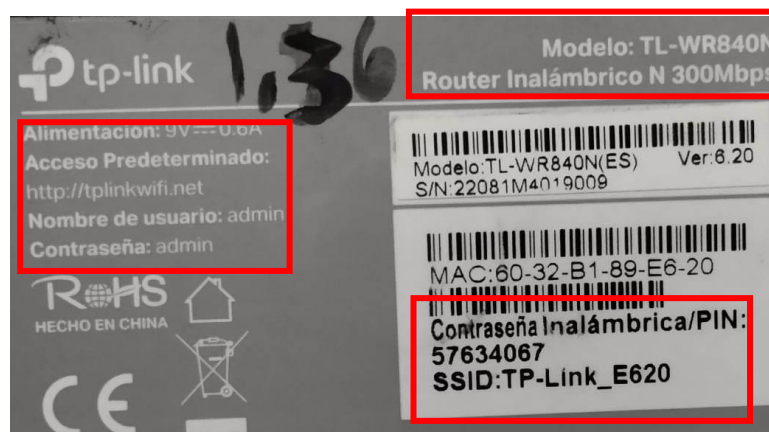 tp-link
1.36
Modelo: TL-WR840N
Router Inalámbrico N 300Mbps
Alimentación: 9V⎓0.6A
Acceso Predeterminado:
http://tplinkwifi.net
Nombre de usuario: admin
Contraseña: admin
RoHS
HECHO EN CHINA
CE
Modelo:TL-WR840N(ES) Ver:6.20
S/N:22081M4019009
MAC:60-32-B1-89-E6-20
Contraseña Inalámbrica/PIN:
57634067
SSID:TP-Link_E620